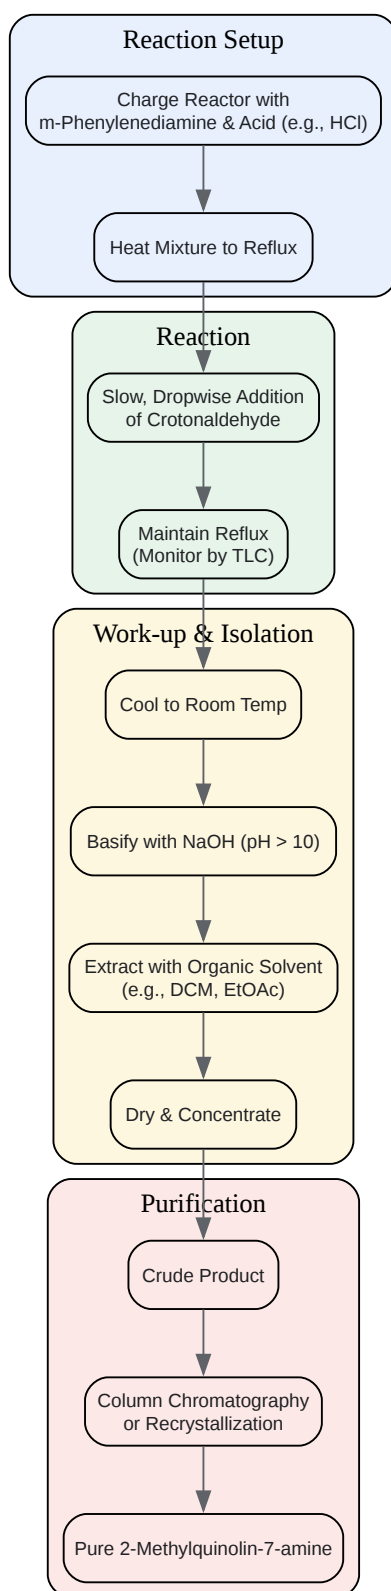 Reaction Setup
Charge Reactor with
m-Phenylenediamine & Acid (e.g., HCl)
Heat Mixture to Reflux
Reaction
Slow, Dropwise Addition
of Crotonaldehyde
Maintain Reflux
(Monitor by TLC)
Work-up & Isolation
Cool to Room Temp
Basify with NaOH (pH > 10)
Extract with Organic Solvent
(e.g., DCM, EtOAc)
Dry & Concentrate
Purification
Crude Product
Column Chromatography
or Recrystallization
Pure 2-Methylquinolin-7-amine